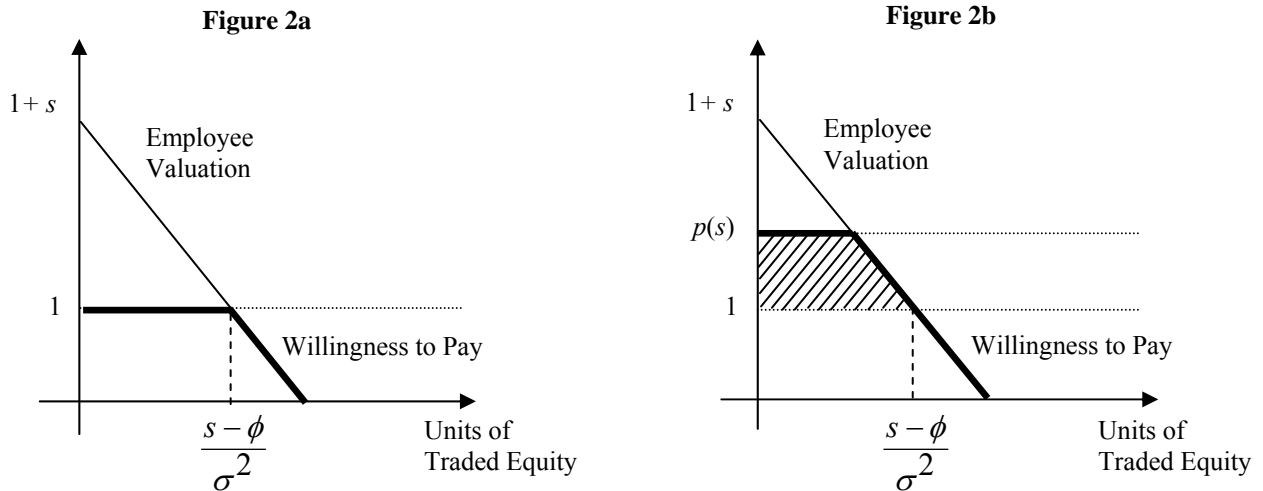 Figure 2a
1+ s
Employee
Valuation
1
Willingness to Pay
s − ϕ
σ²
Units of
Traded Equity
Figure 2b
1+ s
Employee
Valuation
p(s)
1
Willingness to Pay
s − ϕ
σ²
Units of
Traded Equity